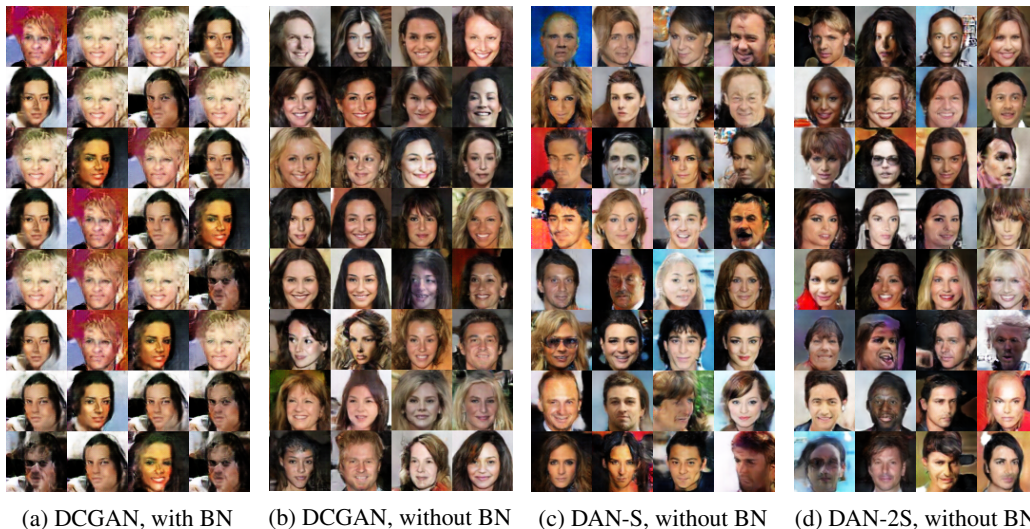 (a) DCGAN, with BN
(b) DCGAN, without BN
(c) DAN-S, without BN
(d) DAN-2S, without BN